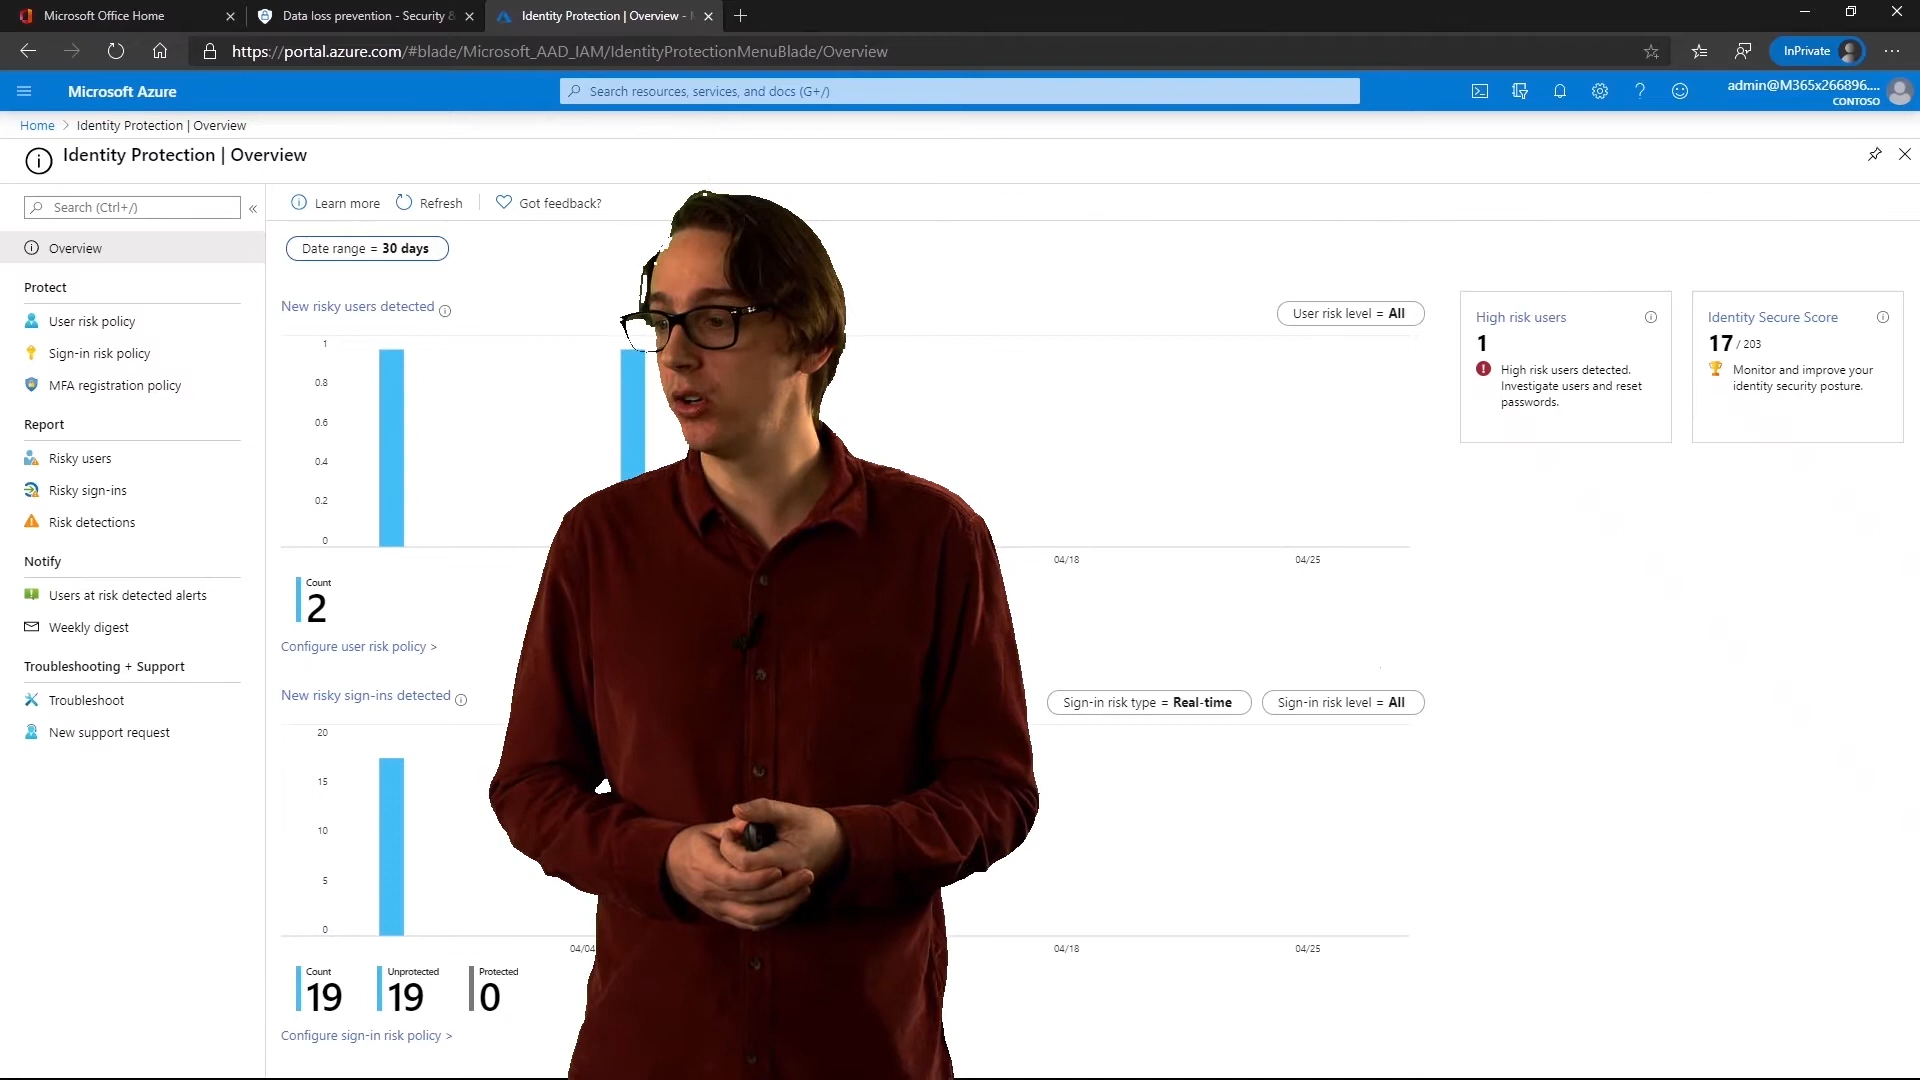 Microsoft Office Home
Data loss prevention - Security &
Identity Protection | Overview -
https://portal.azure.com/#blade/Microsoft_AAD_IAM/IdentityProtectionMenuBlade/Overview
InPrivate
Microsoft Azure
Search resources, services, and docs (G+/)
admin@M365x266896....
CONTOSO
Home > Identity Protection | Overview
Identity Protection | Overview
Search (Ctrl+/)
«
Overview
Protect
User risk policy
Sign-in risk policy
MFA registration policy
Report
Risky users
Risky sign-ins
Risk detections
Notify
Users at risk detected alerts
Weekly digest
Troubleshooting + Support
Troubleshoot
New support request
Learn more
Refresh
Got feedback?
Date range = 30 days
New risky users detected
User risk level = All
1
0.8
0.6
0.4
0.2
0
04/18
04/25
Count
2
Configure user risk policy >
New risky sign-ins detected
Sign-in risk type = Real-time
Sign-in risk level = All
20
15
10
5
0
04/04
04/18
04/25
Count
19
Unprotected
19
Protected
0
Configure sign-in risk policy >
High risk users
1
High risk users detected.
Investigate users and reset
passwords.
Identity Secure Score
17 / 203
Monitor and improve your
identity security posture.